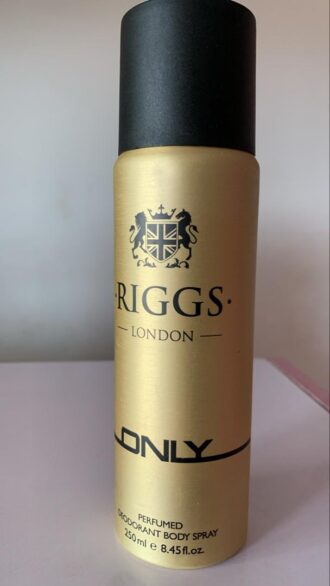 ·RIGGS·
LONDON
ONLY
PERFUMED
DEODORANT BODY SPRAY
250 ml e 8.45 fl.oz.